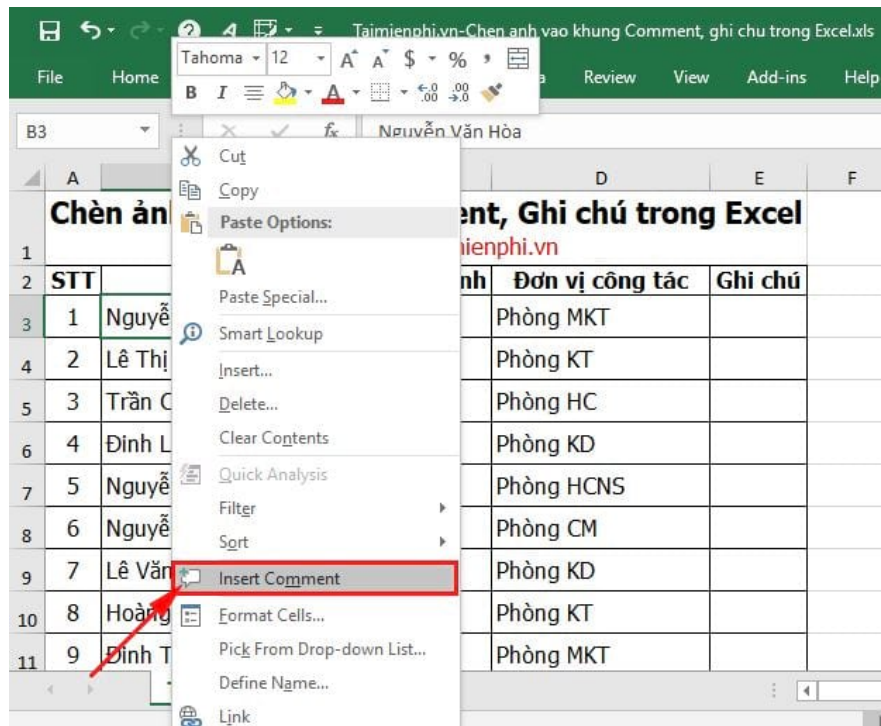 Taimienphi.vn-Chen anh vao khung Comment, ghi chu trong Excel.xls
File Home Review View Add-ins Help
Tahoma 12 A A $ % ,
B I A .00 .00
B3 fx Nguyễn Văn Hòa
A D E F
1 Chèn ản ent, Ghi chú trong Excel
ienphi.vn
2 STT nh Đơn vị công tác Ghi chú
3 1 Nguyễ Phòng MKT
4 2 Lê Thị Phòng KT
5 3 Trần C Phòng HC
6 4 Đinh L Phòng KD
7 5 Nguyễ Phòng HCNS
8 6 Nguyễ Phòng CM
9 7 Lê Văn Phòng KD
10 8 Hoàng Phòng KT
11 9 Đinh T Phòng MKT
Cut
Copy
Paste Options:
A
Paste Special...
Smart Lookup
Insert...
Delete...
Clear Contents
Quick Analysis
Filter
Sort
Insert Comment
Format Cells...
Pick From Drop-down List...
Define Name...
Link